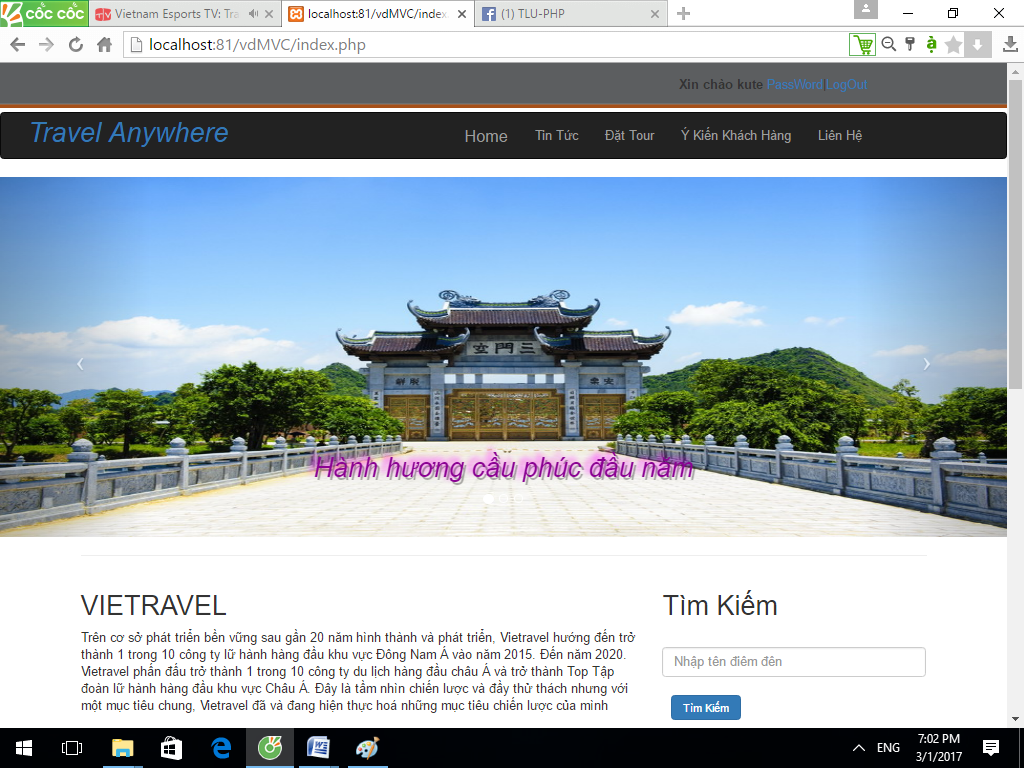 cốc cốc
Vietnam Esports TV: Tra
localhost:81/vdMVC/index.
(1) TLU-PHP
localhost:81/vdMVC/index.php
Xin chào kute PassWord|LogOut
Travel Anywhere
Home
Tin Tức
Đặt Tour
Ý Kiến Khách Hàng
Liên Hệ
玄門三
Hành hương cầu phúc đầu năm
VIETRAVEL
Trên cơ sở phát triển bền vững sau gần 20 năm hình thành và phát triển, Vietravel hướng đến trở
thành 1 trong 10 công ty lữ hành hàng đầu khu vực Đông Nam Á vào năm 2015. Đến năm 2020.
Vietravel phấn đấu trở thành 1 trong 10 công ty du lịch hàng đầu châu Á và trở thành Top Tập
đoàn lữ hành hàng đầu khu vực Châu Á. Đây là tầm nhìn chiến lược và đầy thử thách nhưng với
một mục tiêu chung, Vietravel đã và đang hiện thực hoá những mục tiêu chiến lược của mình
Tìm Kiếm
Nhập tên điểm đến
Tìm Kiếm
ENG
7:02 PM
3/1/2017